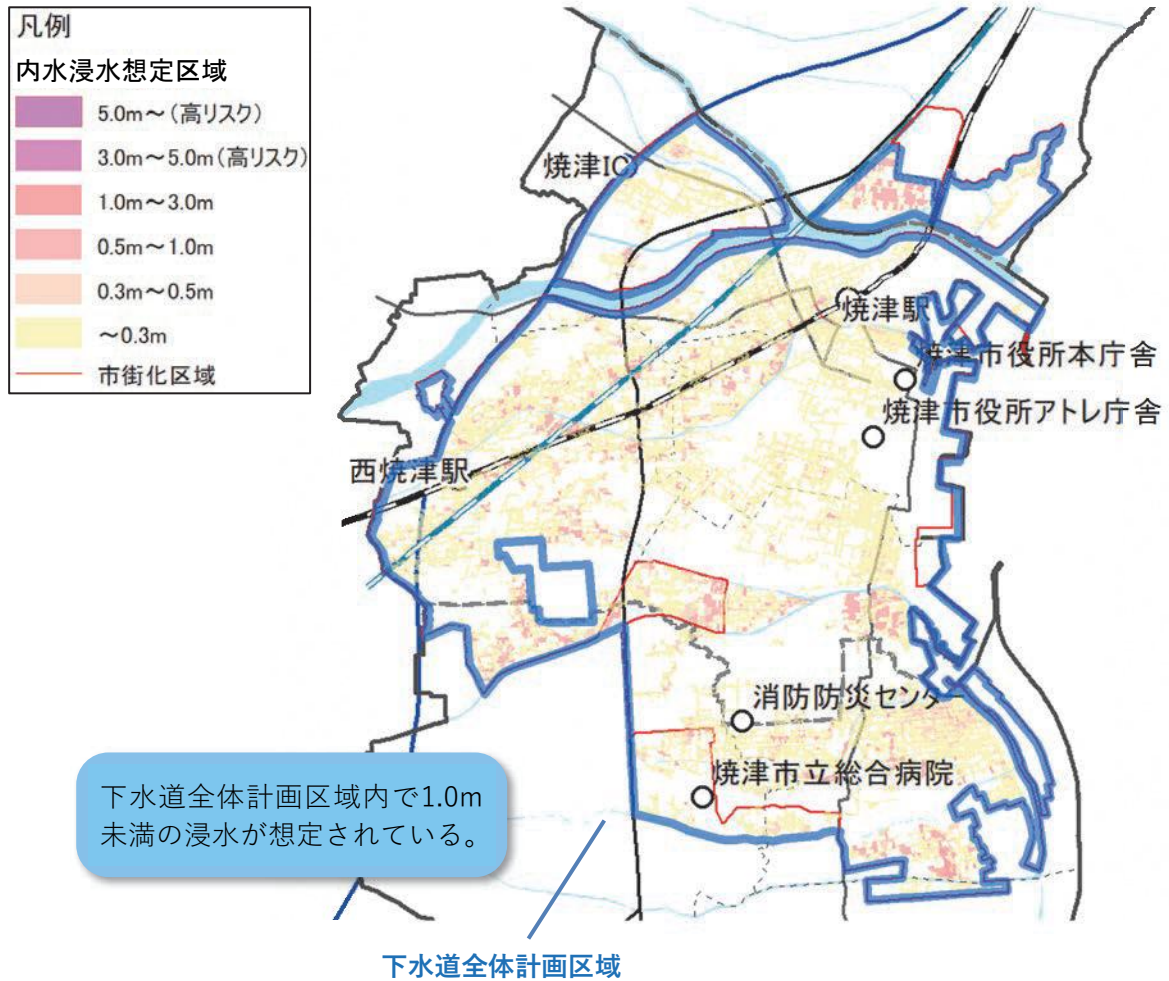 凡例
内水浸水想定区域
5.0m～（高リスク）
3.0m～5.0m（高リスク）
1.0m～3.0m
0.5m～1.0m
0.3m～0.5m
～0.3m
市街化区域
焼津IC
焼津駅
焼津市役所本庁舎
焼津市役所アトレ庁舎
西焼津駅
消防防災センター
焼津市立総合病院
下水道全体計画区域内で1.0m
未満の浸水が想定されている。
下水道全体計画区域